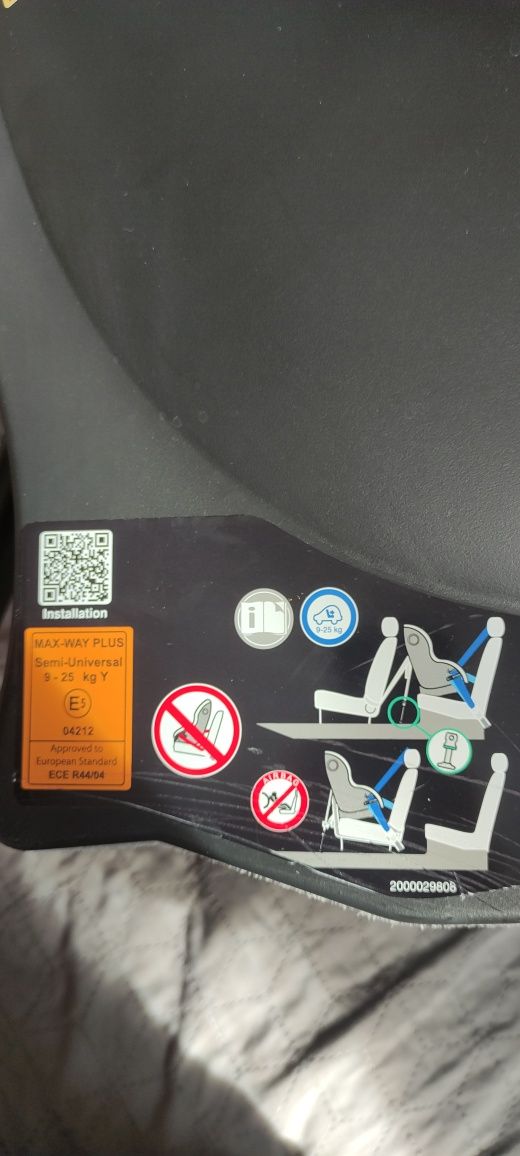 Installation
MAX-WAY PLUS
Semi-Universal
9 - 25 kg Y
E5
04212
Approved to
European Standard
ECE R44/04
9-25 kg
AIRBAG
2000029808